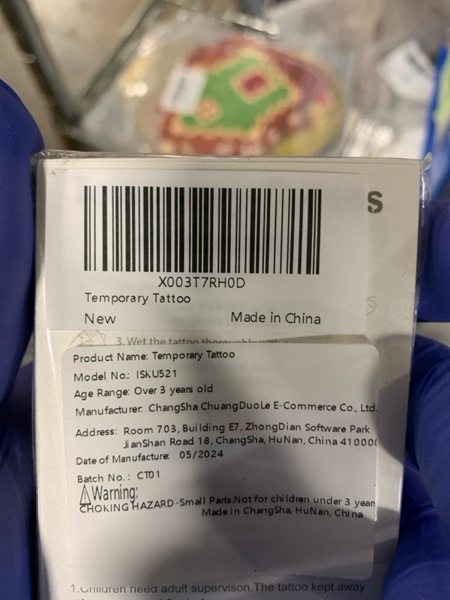 S
X003T7RH0D
Temporary Tattoo
New Made in China
3. Wet the tattoo thoroughly with
Product Name: Temporary Tattoo
Model No.: ISKU521
Age Range: Over 3 years old
Manufacturer: ChangSha ChuangDuoLe E-Commerce Co., Ltd.
Address: Room 703, Building E7, ZhongDian Software Park
JianShan Road 18, ChangSha, HuNan, China 410000
Date of Manufacture: 05/2024
Batch No.: CT01
⚠Warning:
CHOKING HAZARD-Small Parts.Not for children under 3 year
Made in ChangSha, HuNan, China
1.Children need adult supervison.The tattoo kept away